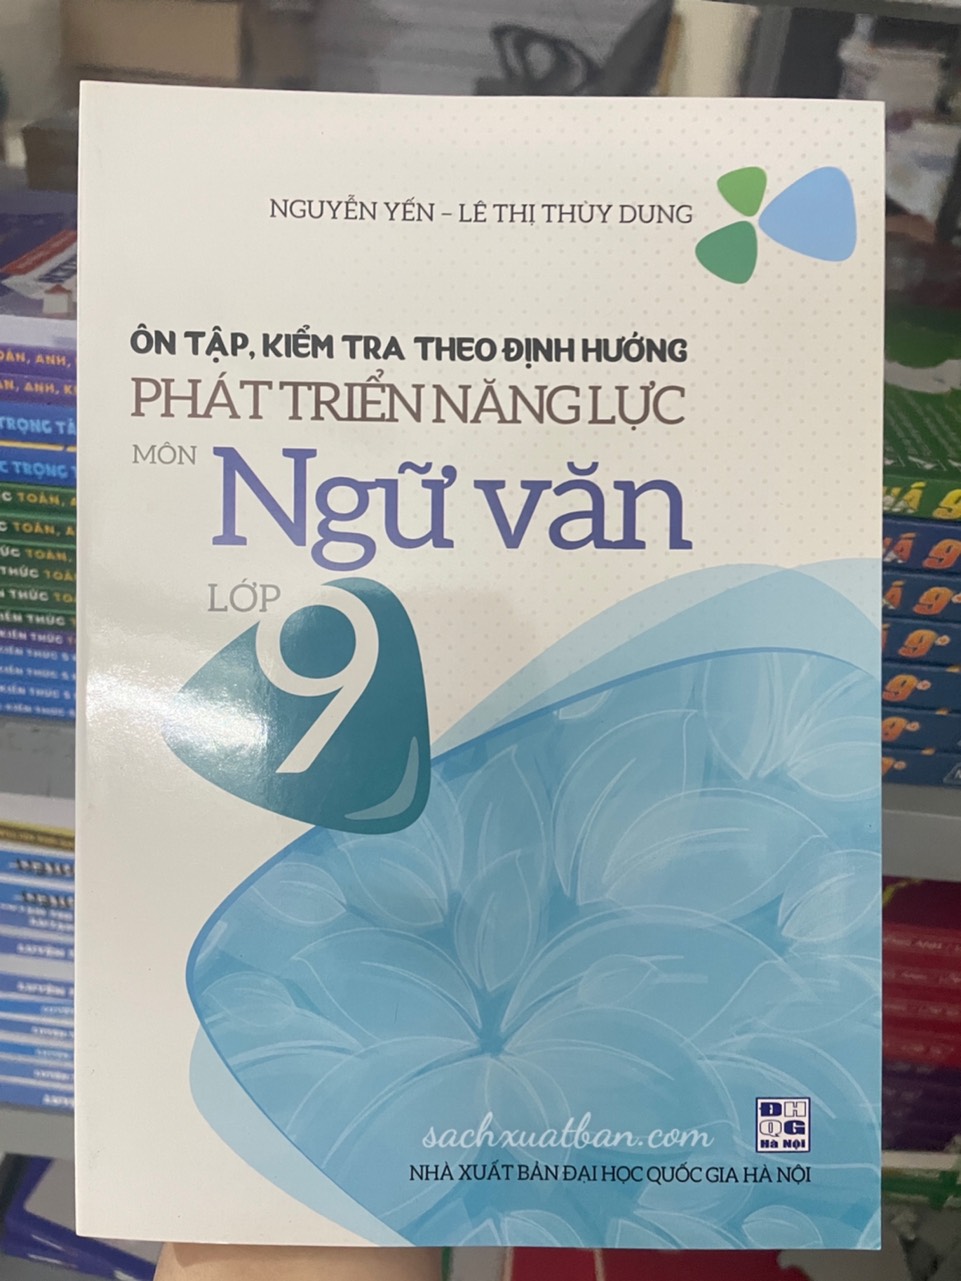 NGUYỄN YẾN – LÊ THỊ THÙY DUNG
ÔN TẬP, KIỂM TRA THEO ĐỊNH HƯỚNG
PHÁT TRIỂN NĂNG LỰC
MÔN Ngữ văn
LỚP 9
sachxuatban.com
ĐH
QG
Hà Nội
NHÀ XUẤT BẢN ĐẠI HỌC QUỐC GIA HÀ NỘI